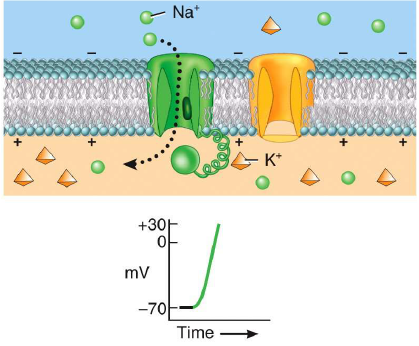 Na⁺
− − − − −
+ + + + +
K⁺
+30
0
mV
−70
Time